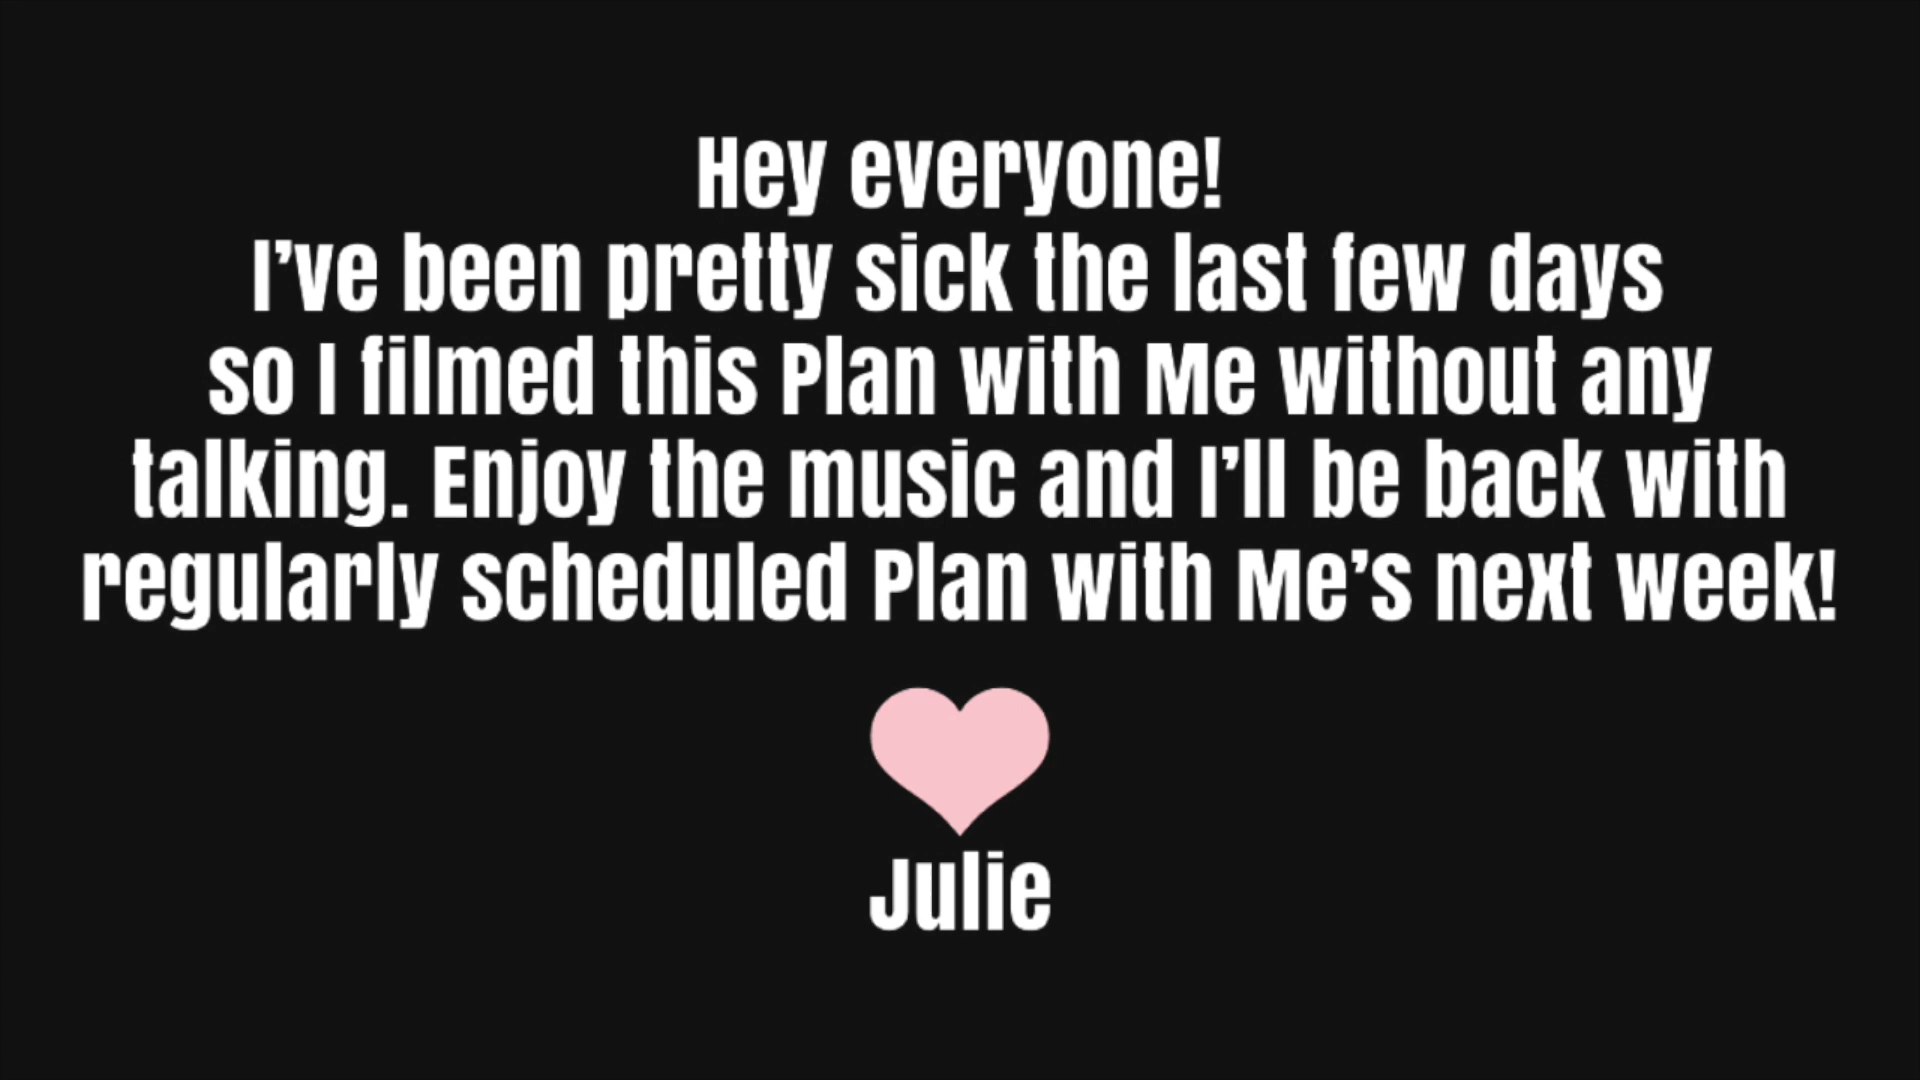 Hey everyone!
I’ve been pretty sick the last few days
so I filmed this Plan with Me without any
talking. Enjoy the music and I’ll be back with
regularly scheduled Plan with Me’s next week!
Julie